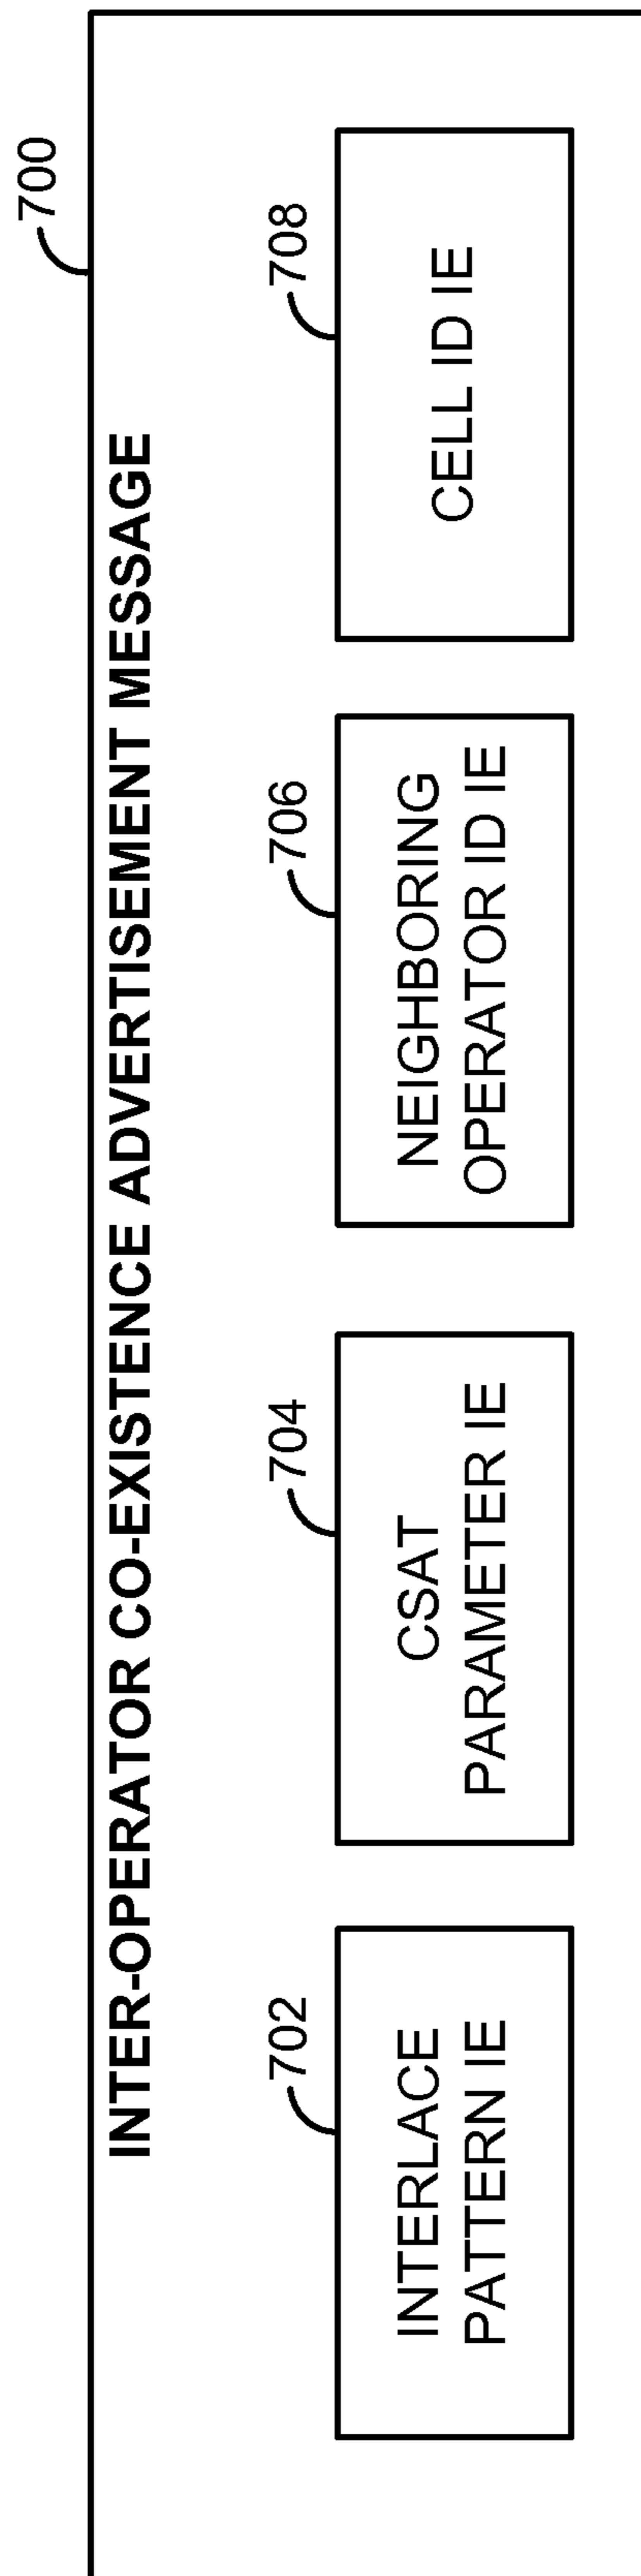 700
INTER-OPERATOR CO-EXISTENCE ADVERTISEMENT MESSAGE
702
INTERLACE
PATTERN IE
704
CSAT
PARAMETER IE
706
NEIGHBORING
OPERATOR ID IE
708
CELL ID IE